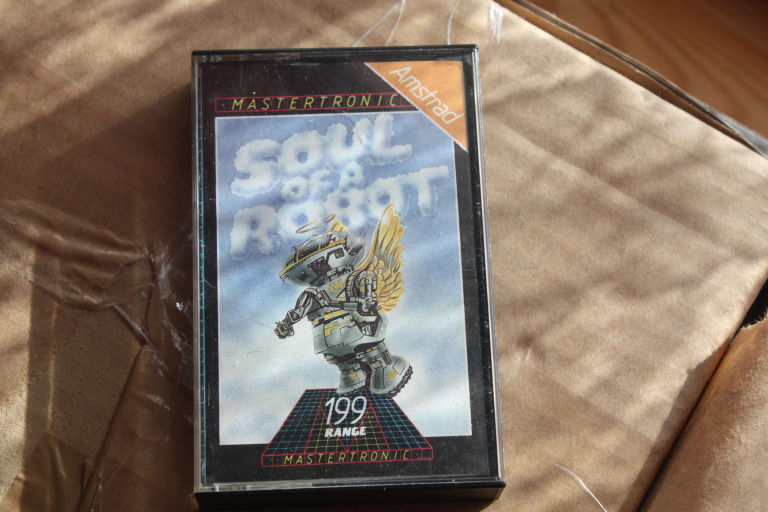 Amstrad
MASTERTRONIC
SOUL
OF A
ROBOT
199
RANGE
MASTERTRONIC